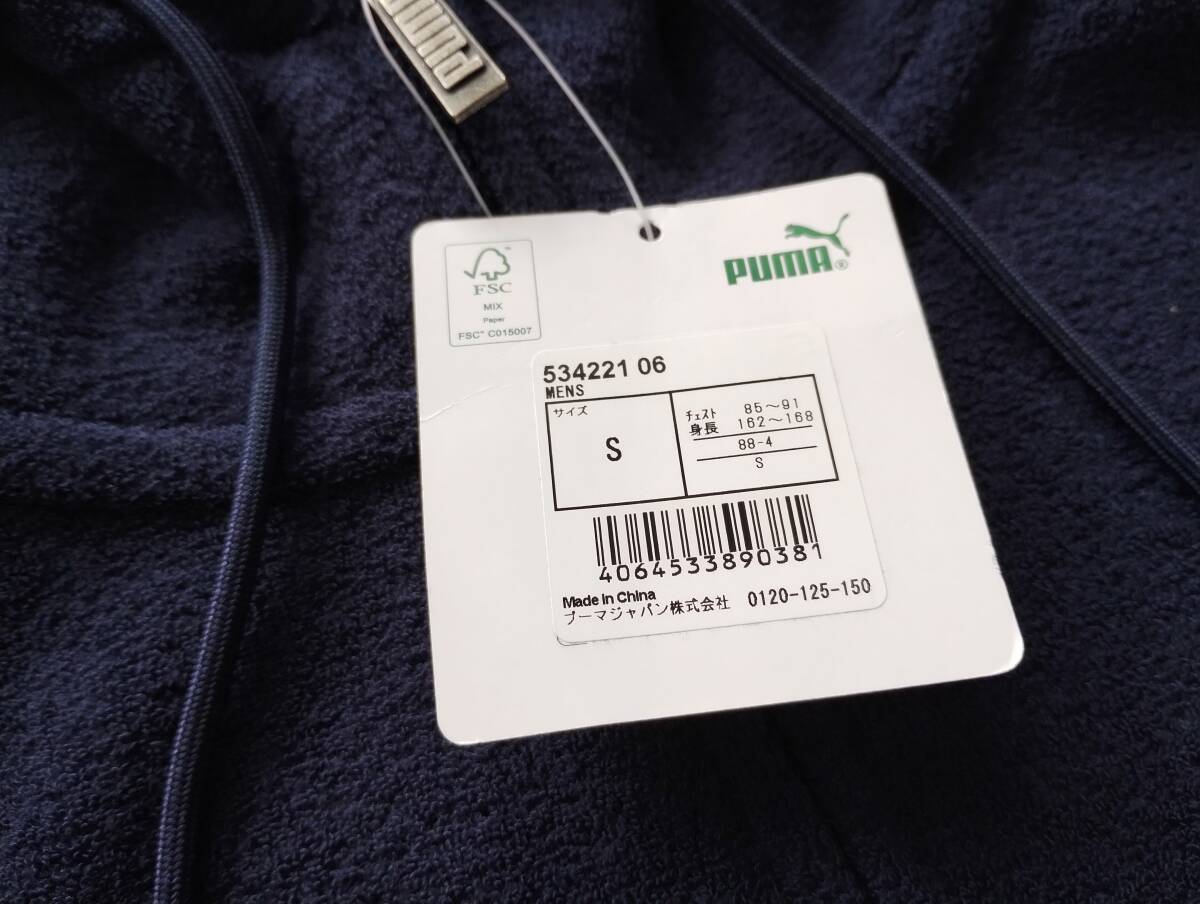 PUMA
FSC™
MIX
Paper
FSC™ C015007
PUMA®
534221 06
MENS
サイズ
S
チェスト 85～91
身長 162～168
88-4
S
4064533890381
Made in China
プーマジャパン株式会社 0120-125-150